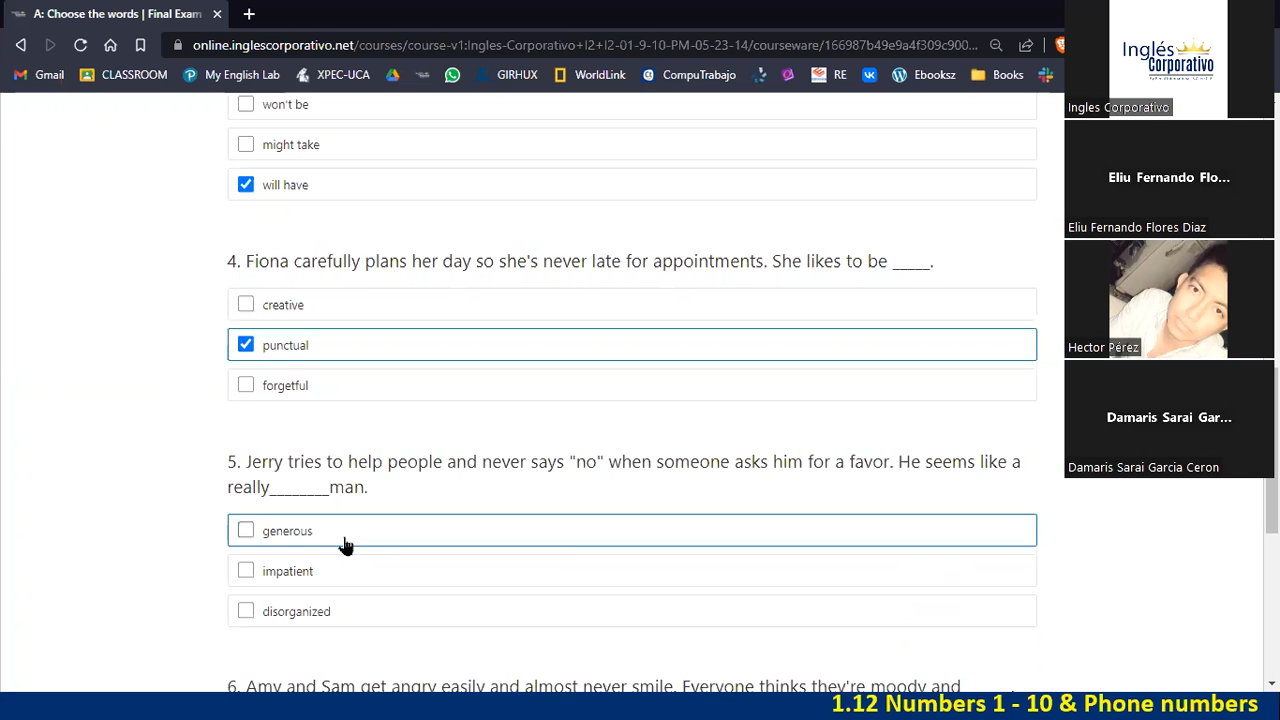 A: Choose the words | Final Exam
online.inglescorporativo.net/courses/course-v1:Ingles-Corporativo+I2+I2_01-9-10-PM-05-23-14/courseware/166987b49e9a4f309c900...
Gmail CLASSROOM My English Lab XPEC-UCA WorldLink CompuTrabajo RE Ebooksz Books
won't be
might take
will have
4. Fiona carefully plans her day so she's never late for appointments. She likes to be _____.
creative
punctual
forgetful
5. Jerry tries to help people and never says "no" when someone asks him for a favor. He seems like a
really________man.
generous
impatient
disorganized
6. Amy and Sam get angry easily and almost never smile. Everyone thinks they're moody and
Inglés
Corporativo
Ingles Corporativo
Eliu Fernando Flo...
Eliu Fernando Flores Diaz
Hector Pérez
Damaris Sarai Gar...
Damaris Sarai Garcia Ceron
1.12 Numbers 1 - 10 & Phone numbers